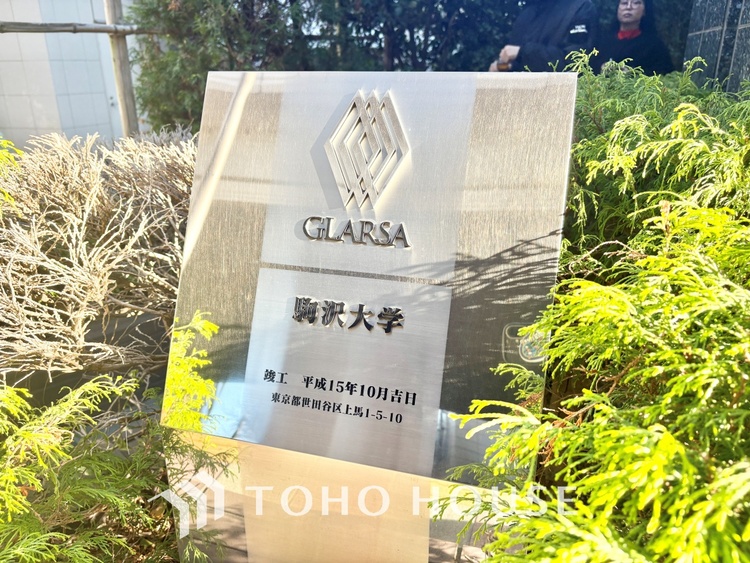 GLARSA
駒沢大学
竣工 平成15年10月吉日
東京都世田谷区上馬1-5-10
TOHO HOUSE